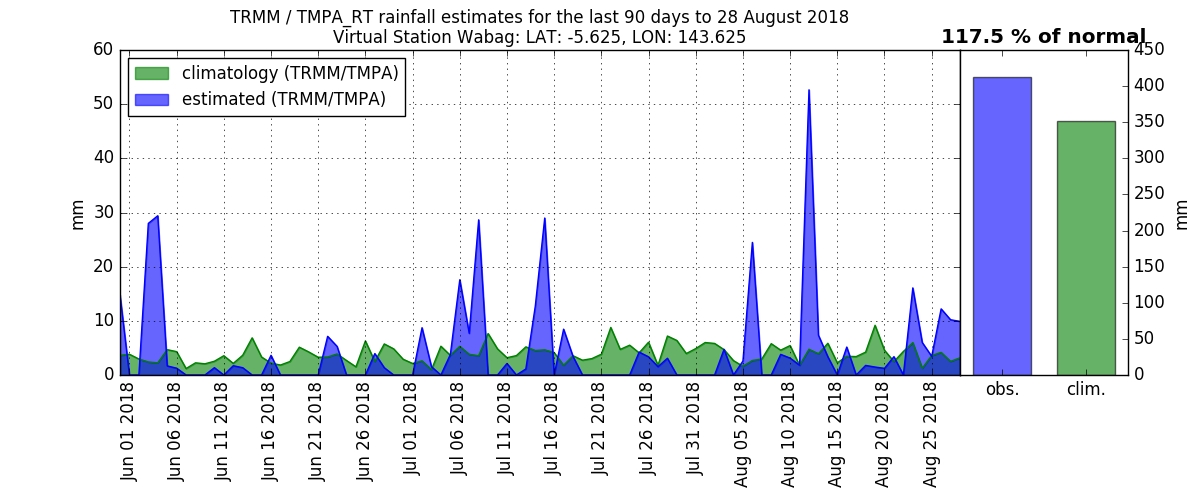 TRMM / TMPA_RT rainfall estimates for the last 90 days to 28 August 2018
Virtual Station Wabag: LAT: -5.625, LON: 143.625
117.5 % of normal
climatology (TRMM/TMPA)
estimated (TRMM/TMPA)
60
50
40
30
20
10
0
mm
Jun 01 2018
Jun 06 2018
Jun 11 2018
Jun 16 2018
Jun 21 2018
Jun 26 2018
Jul 01 2018
Jul 06 2018
Jul 11 2018
Jul 16 2018
Jul 21 2018
Jul 26 2018
Jul 31 2018
Aug 05 2018
Aug 10 2018
Aug 15 2018
Aug 20 2018
Aug 25 2018
obs.
clim.
450
400
350
300
250
200
150
100
50
0
mm